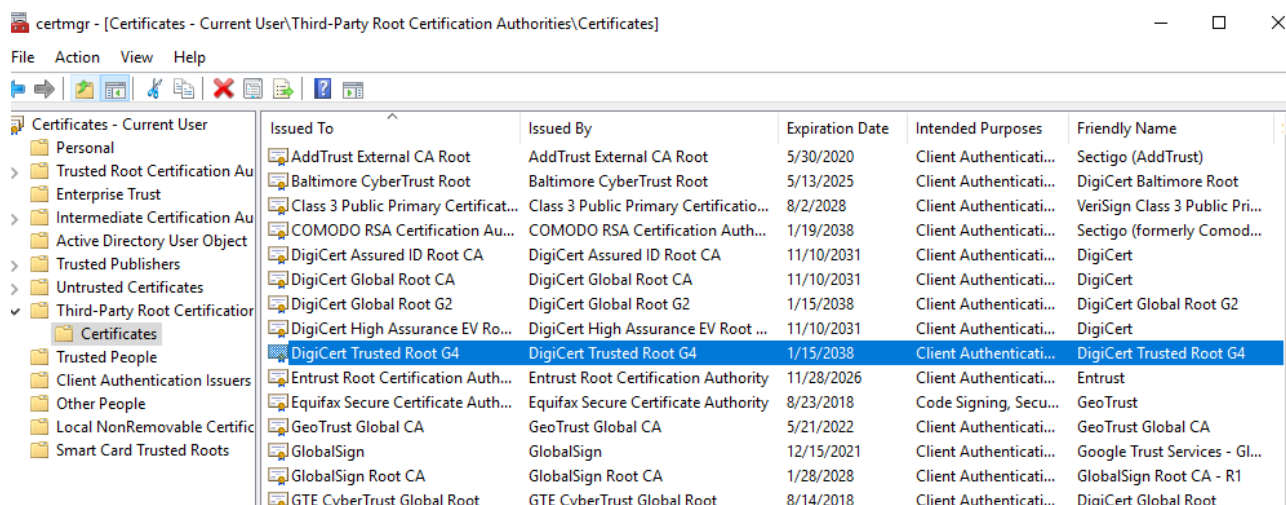 certmgr - [Certificates - Current User\Third-Party Root Certification Authorities\Certificates]
File Action View Help
Certificates - Current User
Personal
Trusted Root Certification Au
Enterprise Trust
Intermediate Certification Au
Active Directory User Object
Trusted Publishers
Untrusted Certificates
Third-Party Root Certification
Certificates
Trusted People
Client Authentication Issuers
Other People
Local NonRemovable Certific
Smart Card Trusted Roots
Issued To Issued By Expiration Date Intended Purposes Friendly Name
AddTrust External CA Root AddTrust External CA Root 5/30/2020 Client Authenticati... Sectigo (AddTrust)
Baltimore CyberTrust Root Baltimore CyberTrust Root 5/13/2025 Client Authenticati... DigiCert Baltimore Root
Class 3 Public Primary Certificat... Class 3 Public Primary Certificatio... 8/2/2028 Client Authenticati... VeriSign Class 3 Public Pri...
COMODO RSA Certification Au... COMODO RSA Certification Auth... 1/19/2038 Client Authenticati... Sectigo (formerly Comod...
DigiCert Assured ID Root CA DigiCert Assured ID Root CA 11/10/2031 Client Authenticati... DigiCert
DigiCert Global Root CA DigiCert Global Root CA 11/10/2031 Client Authenticati... DigiCert
DigiCert Global Root G2 DigiCert Global Root G2 1/15/2038 Client Authenticati... DigiCert Global Root G2
DigiCert High Assurance EV Ro... DigiCert High Assurance EV Root ... 11/10/2031 Client Authenticati... DigiCert
DigiCert Trusted Root G4 DigiCert Trusted Root G4 1/15/2038 Client Authenticati... DigiCert Trusted Root G4
Entrust Root Certification Auth... Entrust Root Certification Authority 11/28/2026 Client Authenticati... Entrust
Equifax Secure Certificate Auth... Equifax Secure Certificate Authority 8/23/2018 Code Signing, Secu... GeoTrust
GeoTrust Global CA GeoTrust Global CA 5/21/2022 Client Authenticati... GeoTrust Global CA
GlobalSign GlobalSign 12/15/2021 Client Authenticati... Google Trust Services - Gl...
GlobalSign Root CA GlobalSign Root CA 1/28/2028 Client Authenticati... GlobalSign Root CA - R1
GTE CyberTrust Global Root GTE CyberTrust Global Root 8/14/2018 Client Authenticati... DigiCert Global Root